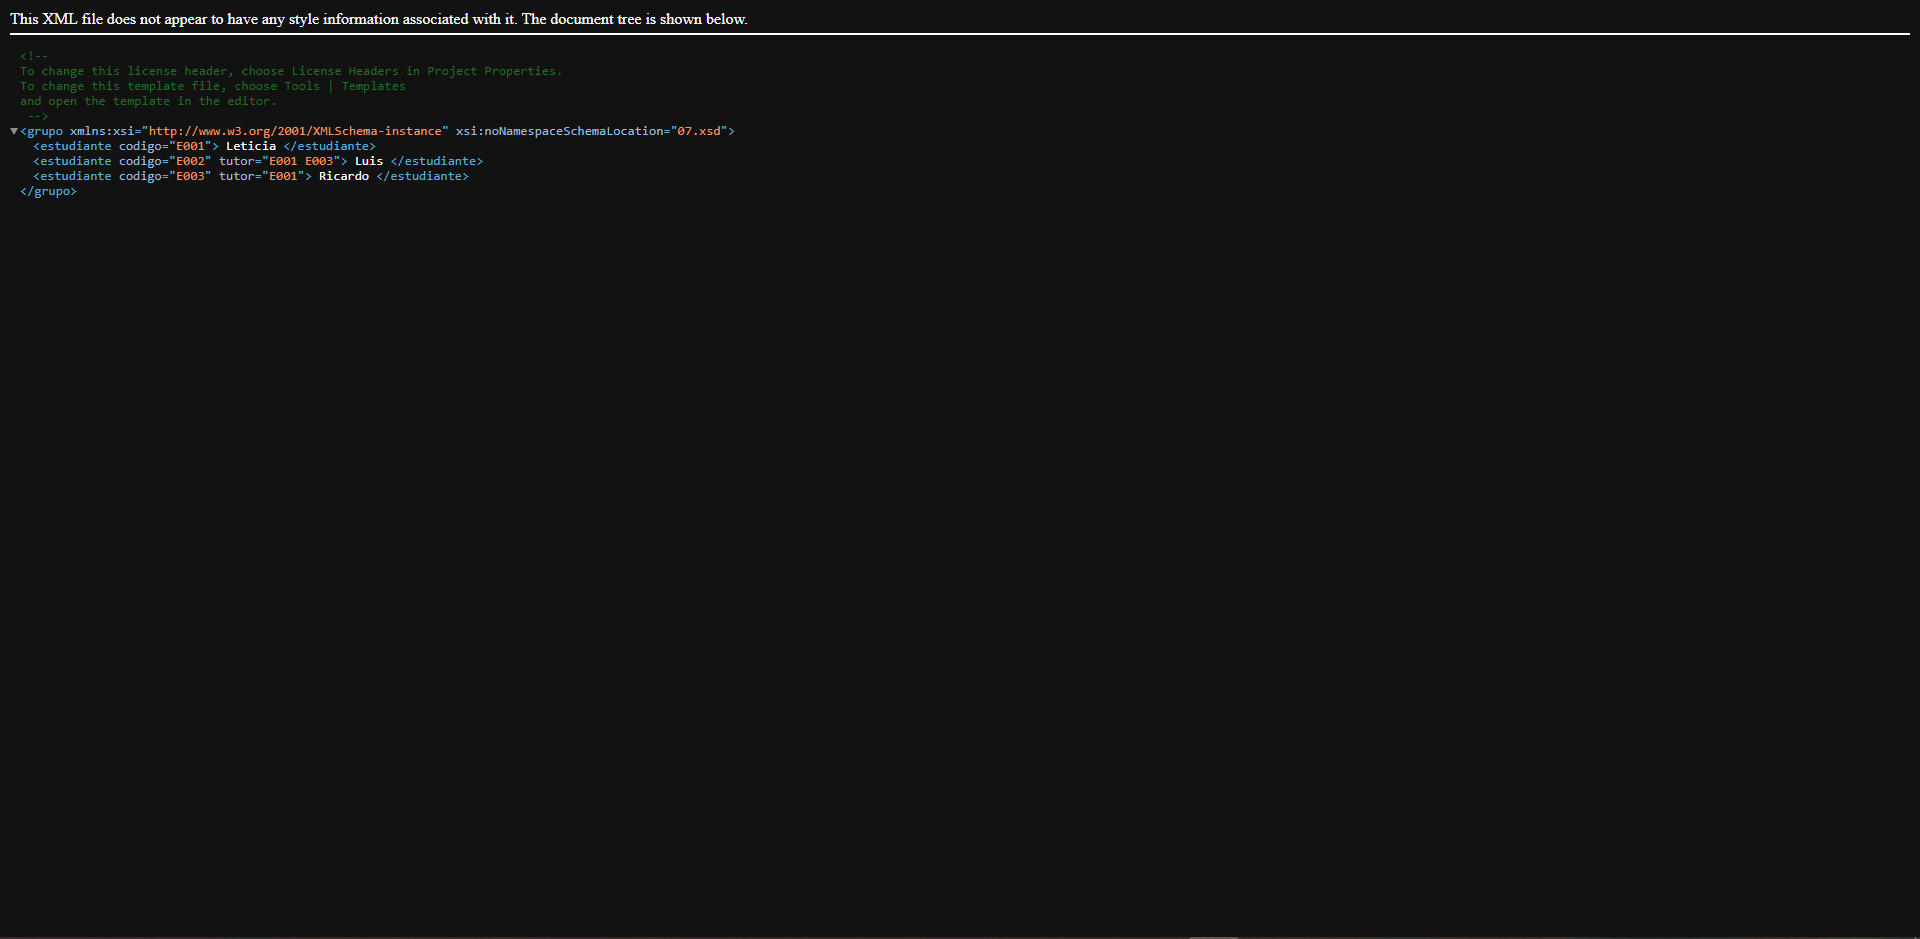 This XML file does not appear to have any style information associated with it. The document tree is shown below.
<!--
To change this license header, choose License Headers in Project Properties.
To change this template file, choose Tools | Templates
and open the template in the editor.
-->
▼<grupo xmlns:xsi="http://www.w3.org/2001/XMLSchema-instance" xsi:noNamespaceSchemaLocation="07.xsd">
<estudiante codigo="E001"> Leticia </estudiante>
<estudiante codigo="E002" tutor="E001 E003"> Luis </estudiante>
<estudiante codigo="E003" tutor="E001"> Ricardo </estudiante>
</grupo>